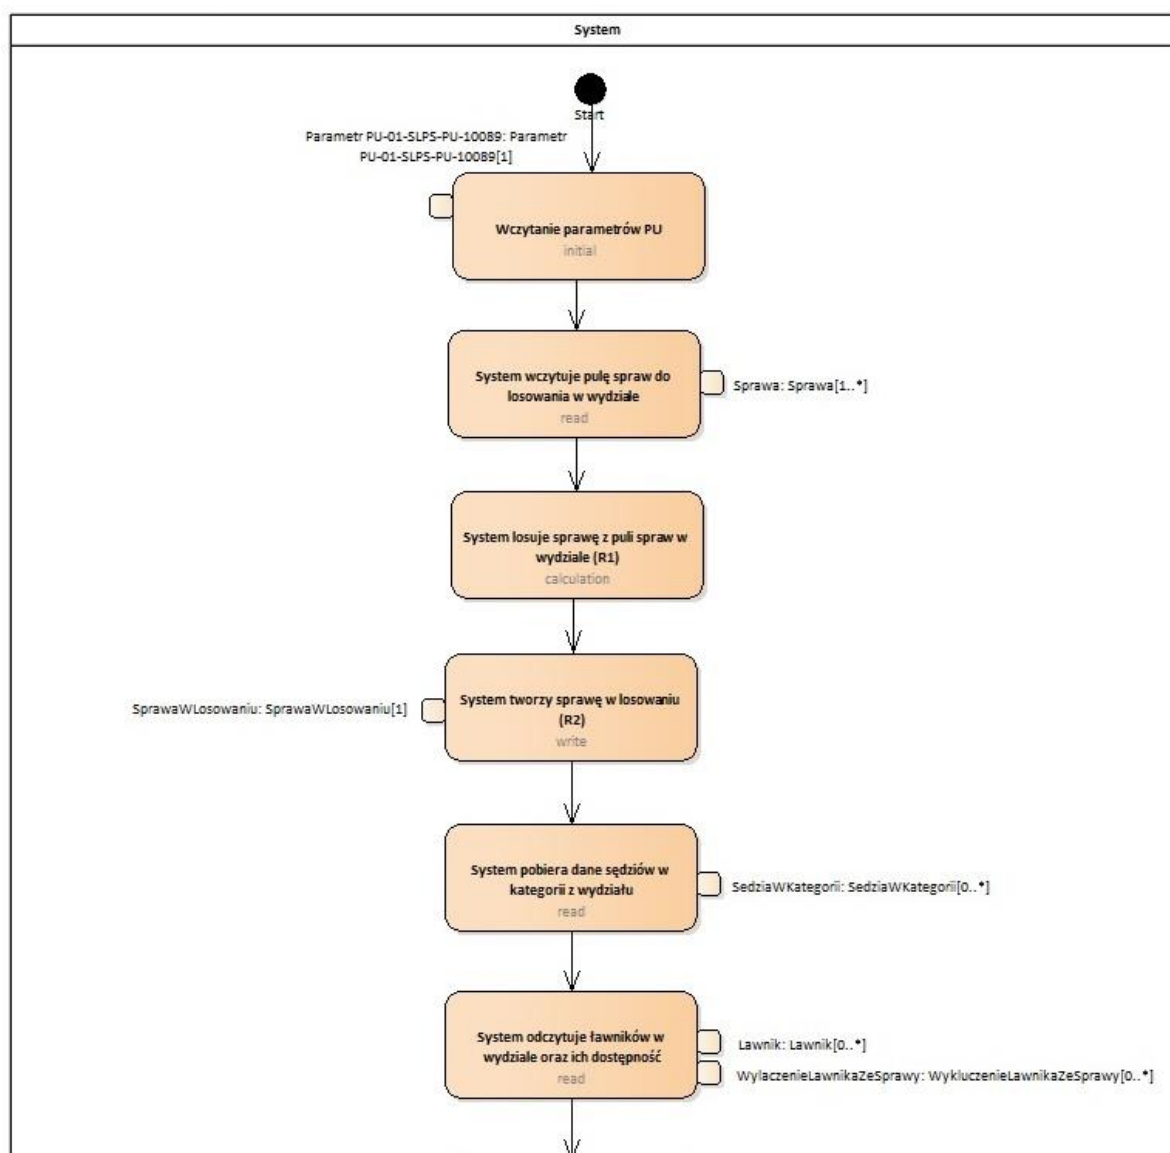 System
Start
Parametr PU-01-SLPS-PU-10089: Parametr
PU-01-SLPS-PU-10089[1]
Wczytanie parametrów PU
initial
System wczytuje pulę spraw do
losowania w wydziale
read
Sprawa: Sprawa[1..*]
System losuje sprawę z puli spraw w
wydziale (R1)
calculation
System tworzy sprawę w losowaniu
(R2)
write
SprawaWLosowaniu: SprawaWLosowaniu[1]
System pobiera dane sędziów w
kategorii z wydziału
read
SedziaWKategorii: SedziaWKategorii[0..*]
System odczytuje ławników w
wydziale oraz ich dostępność
read
Lawnik: Lawnik[0..*]
WylaczenieLawnikaZeSprawy: WykluczenieLawnikaZeSprawy[0..*]